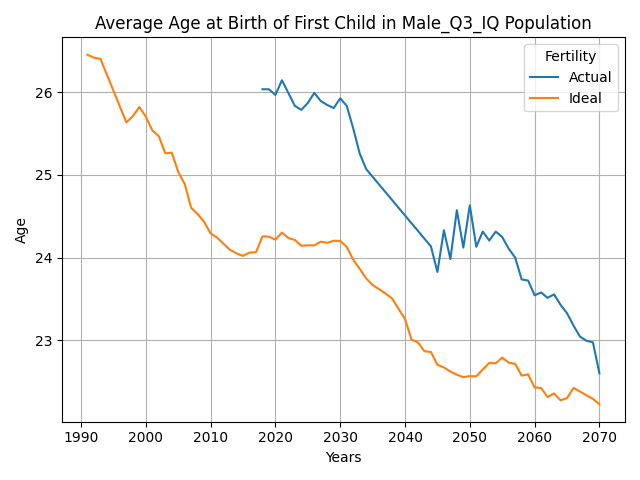 Average Age at Birth of First Child in Male_Q3_IQ Population
Fertility
Actual
Ideal
Age
26
25
24
23
1990 2000 2010 2020 2030 2040 2050 2060 2070
Years